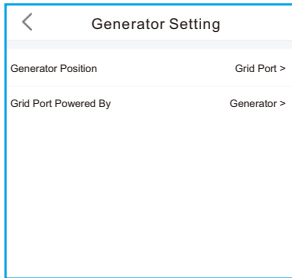 Generator Setting
Generator Position Grid Port >
Grid Port Powered By Generator >